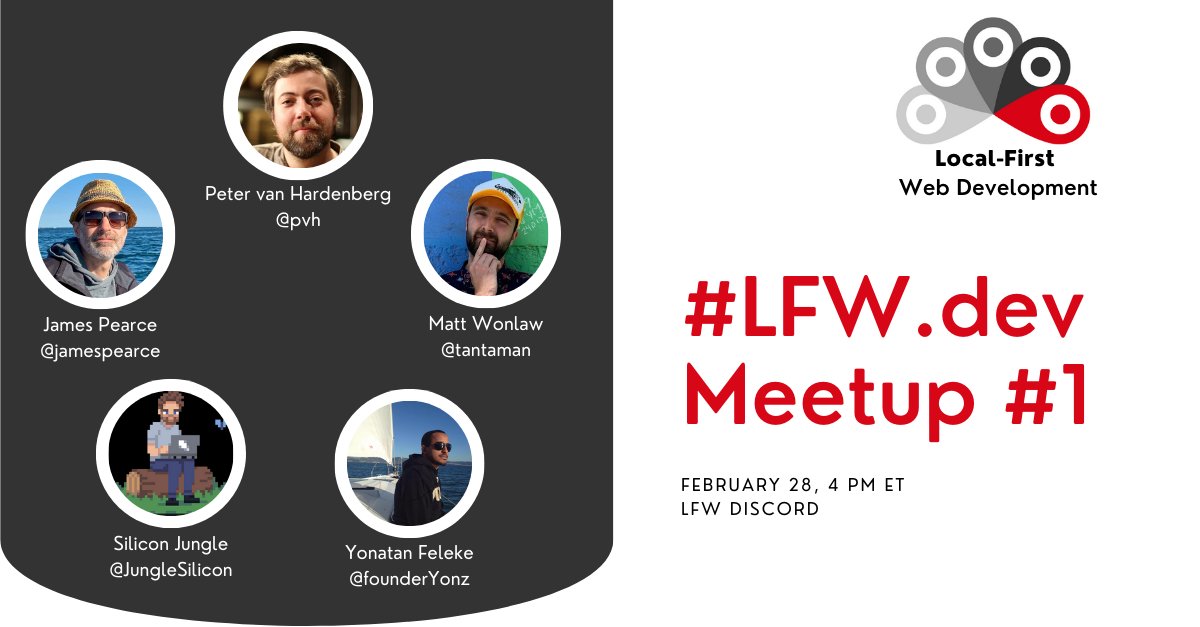 Peter van Hardenberg
@pvh
James Pearce
@jamespearce
Matt Wonlaw
@tantaman
Silicon Jungle
@JungleSilicon
Yonatan Feleke
@founderYonz
Local-First
Web Development
#LFW.dev
Meetup #1
FEBRUARY 28, 4 PM ET
LFW DISCORD